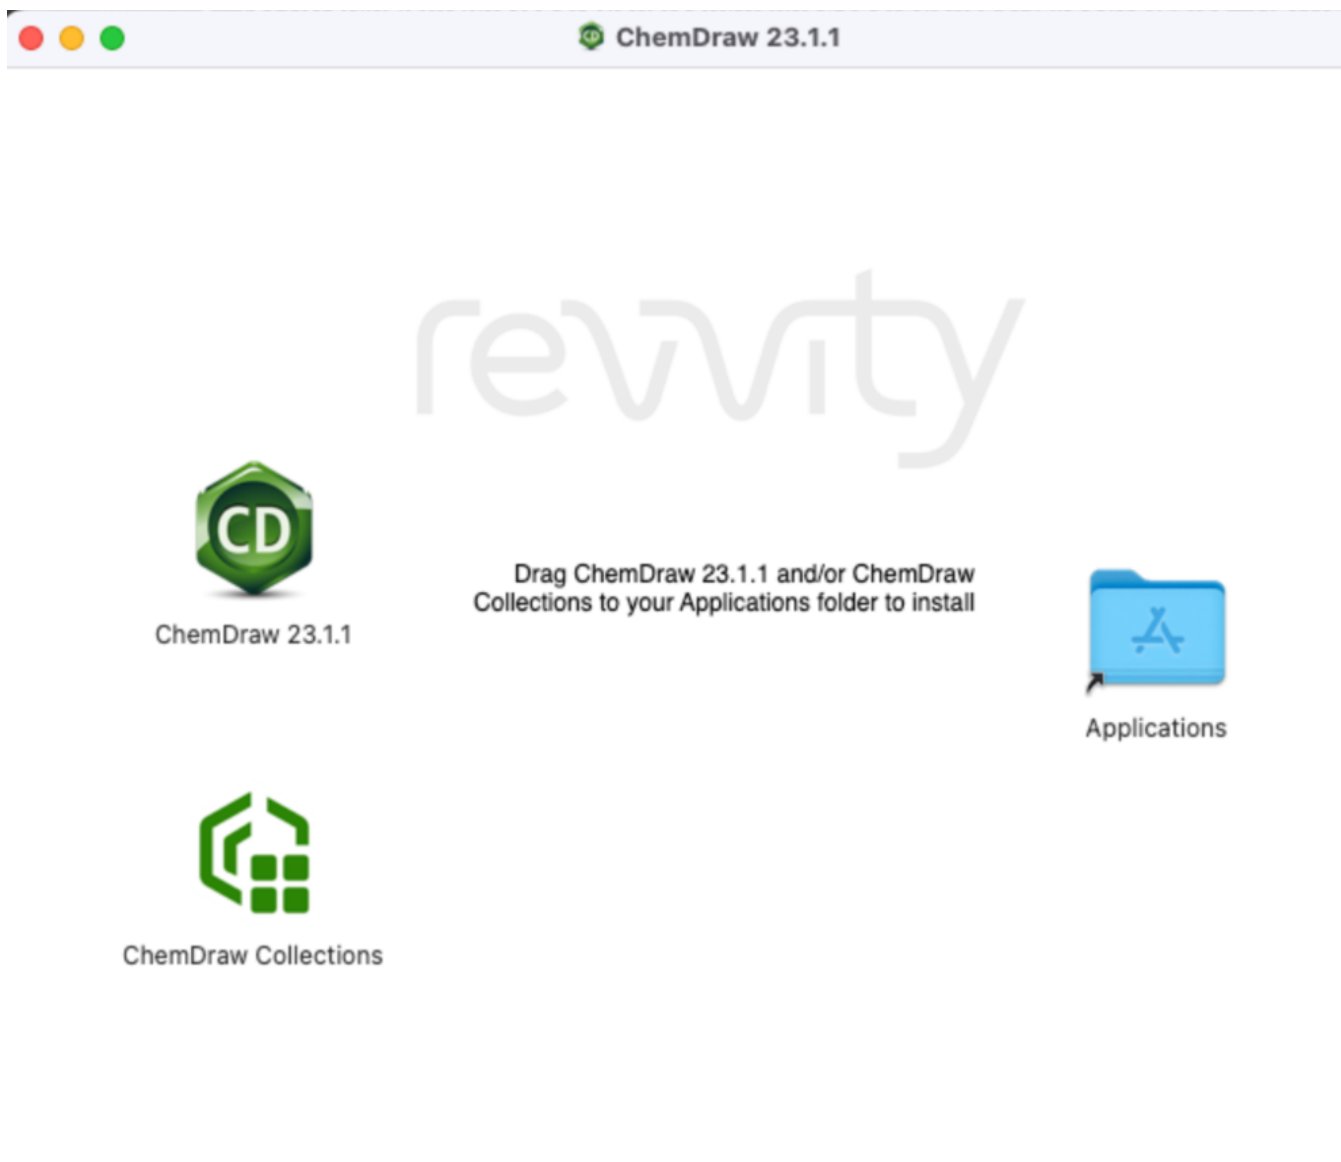 ChemDraw 23.1.1
revvity
CD
Drag ChemDraw 23.1.1 and/or ChemDraw
Collections to your Applications folder to install
ChemDraw 23.1.1
Applications
ChemDraw Collections